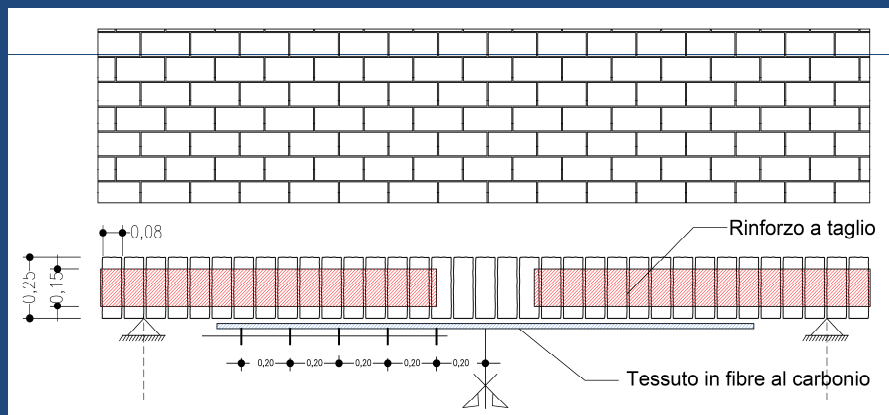 0,08
Rinforzo a taglio
0,25
0,15
0,20 0,20 0,20 0,20 0,20
Tessuto in fibre al carbonio